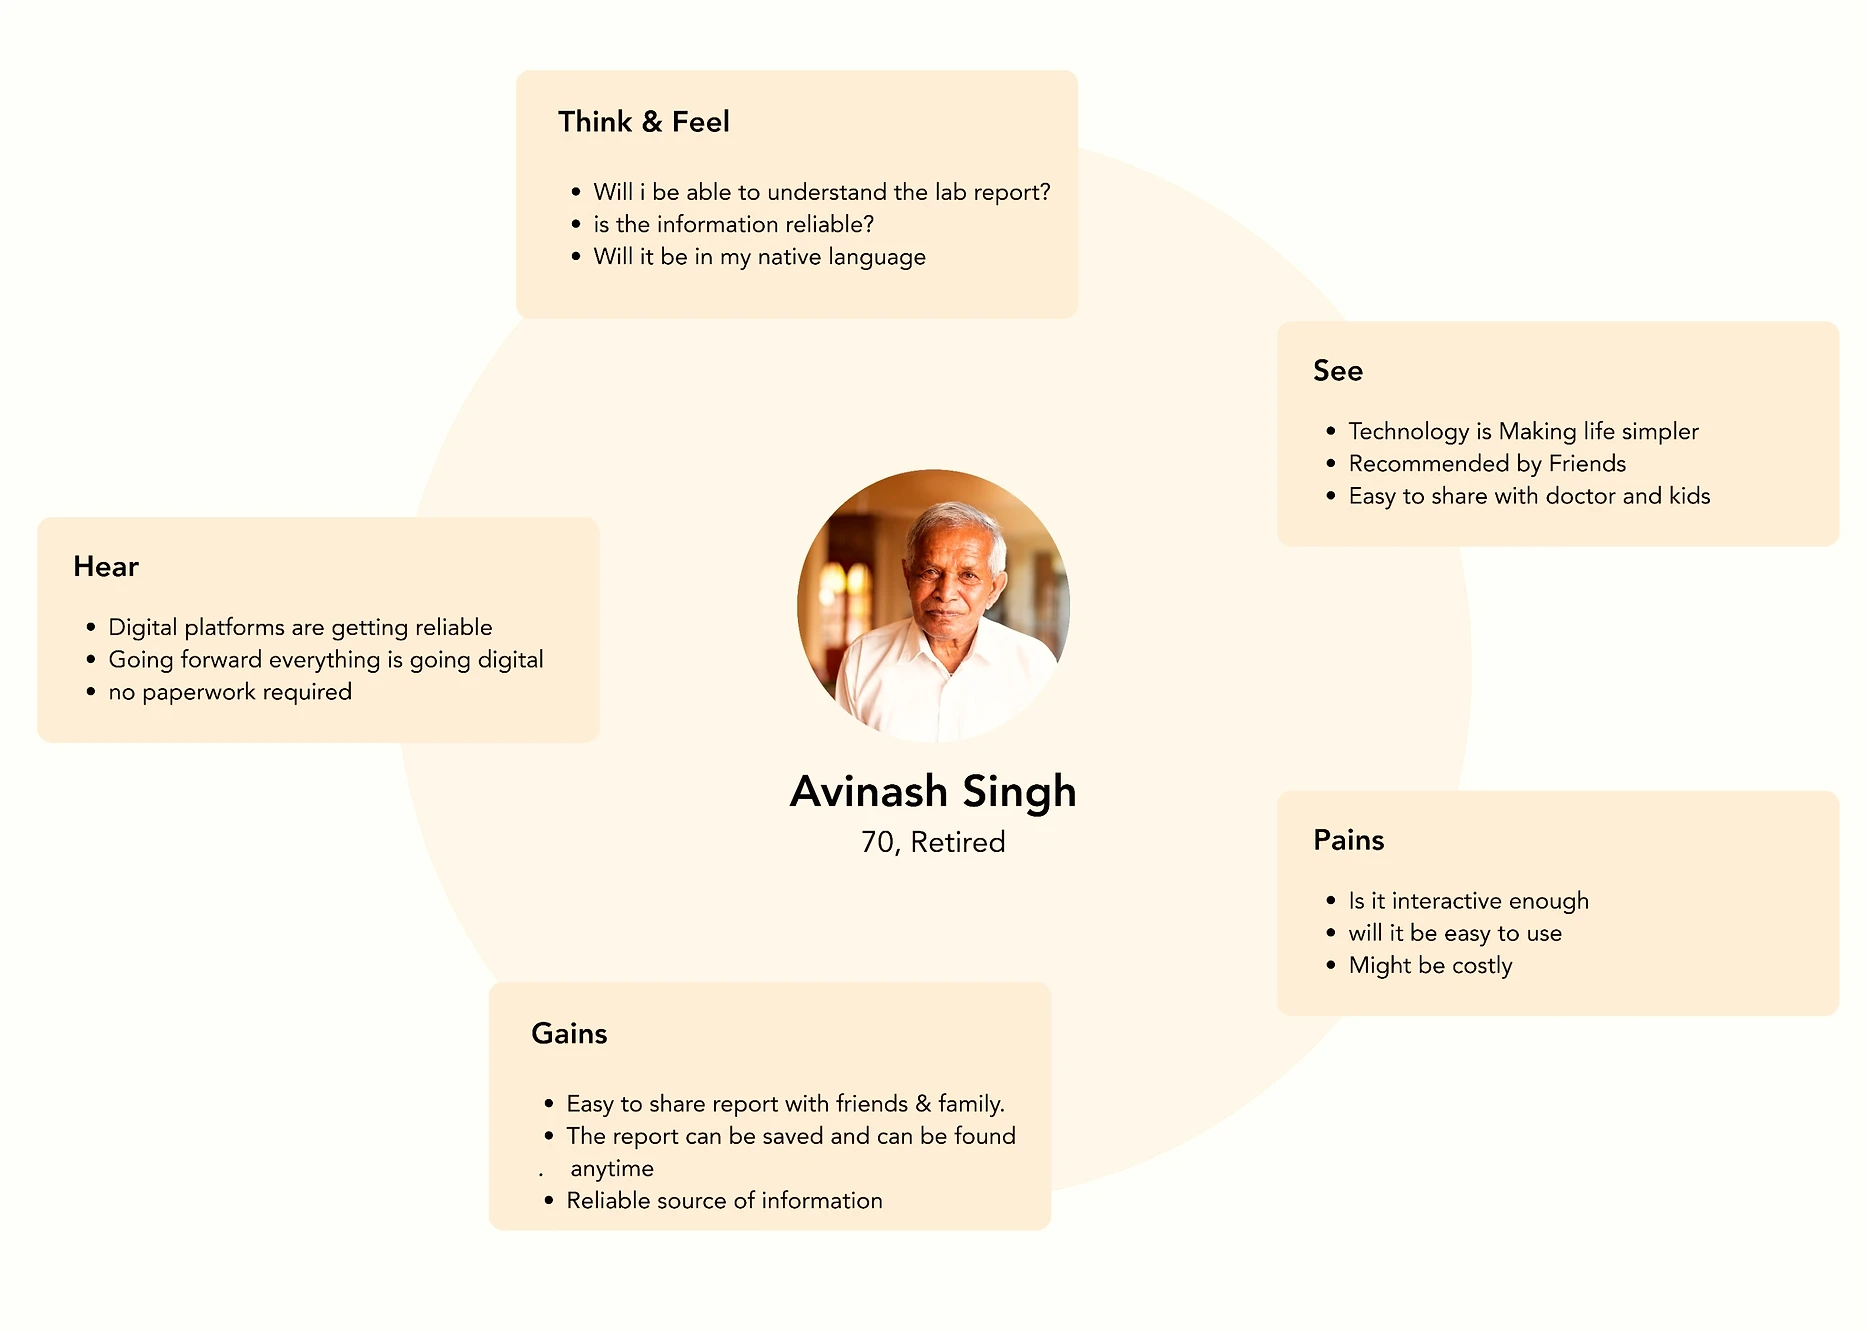 Think & Feel
• Will i be able to understand the lab report?
• is the information reliable?
• Will it be in my native language
See
• Technology is Making life simpler
• Recommended by Friends
• Easy to share with doctor and kids
Hear
• Digital platforms are getting reliable
• Going forward everything is going digital
• no paperwork required
Avinash Singh
70, Retired
Pains
• Is it interactive enough
• will it be easy to use
• Might be costly
Gains
• Easy to share report with friends & family.
• The report can be saved and can be found
. anytime
• Reliable source of information